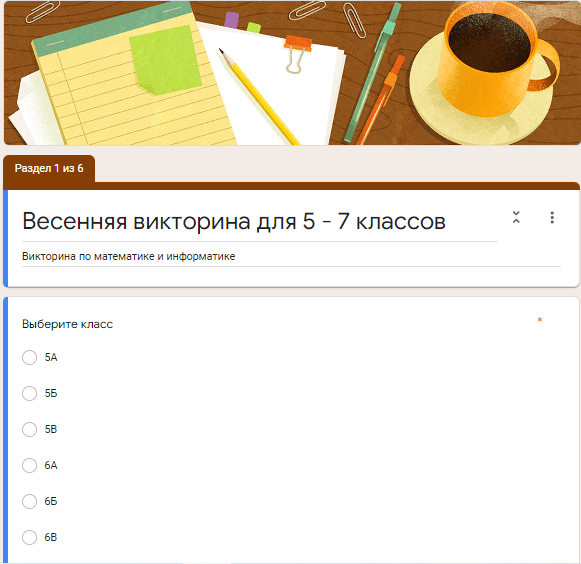 Раздел 1 из 6
Весенняя викторина для 5 - 7 классов
Викторина по математике и информатике
Выберите класс *
5А
5Б
5В
6А
6Б
6В